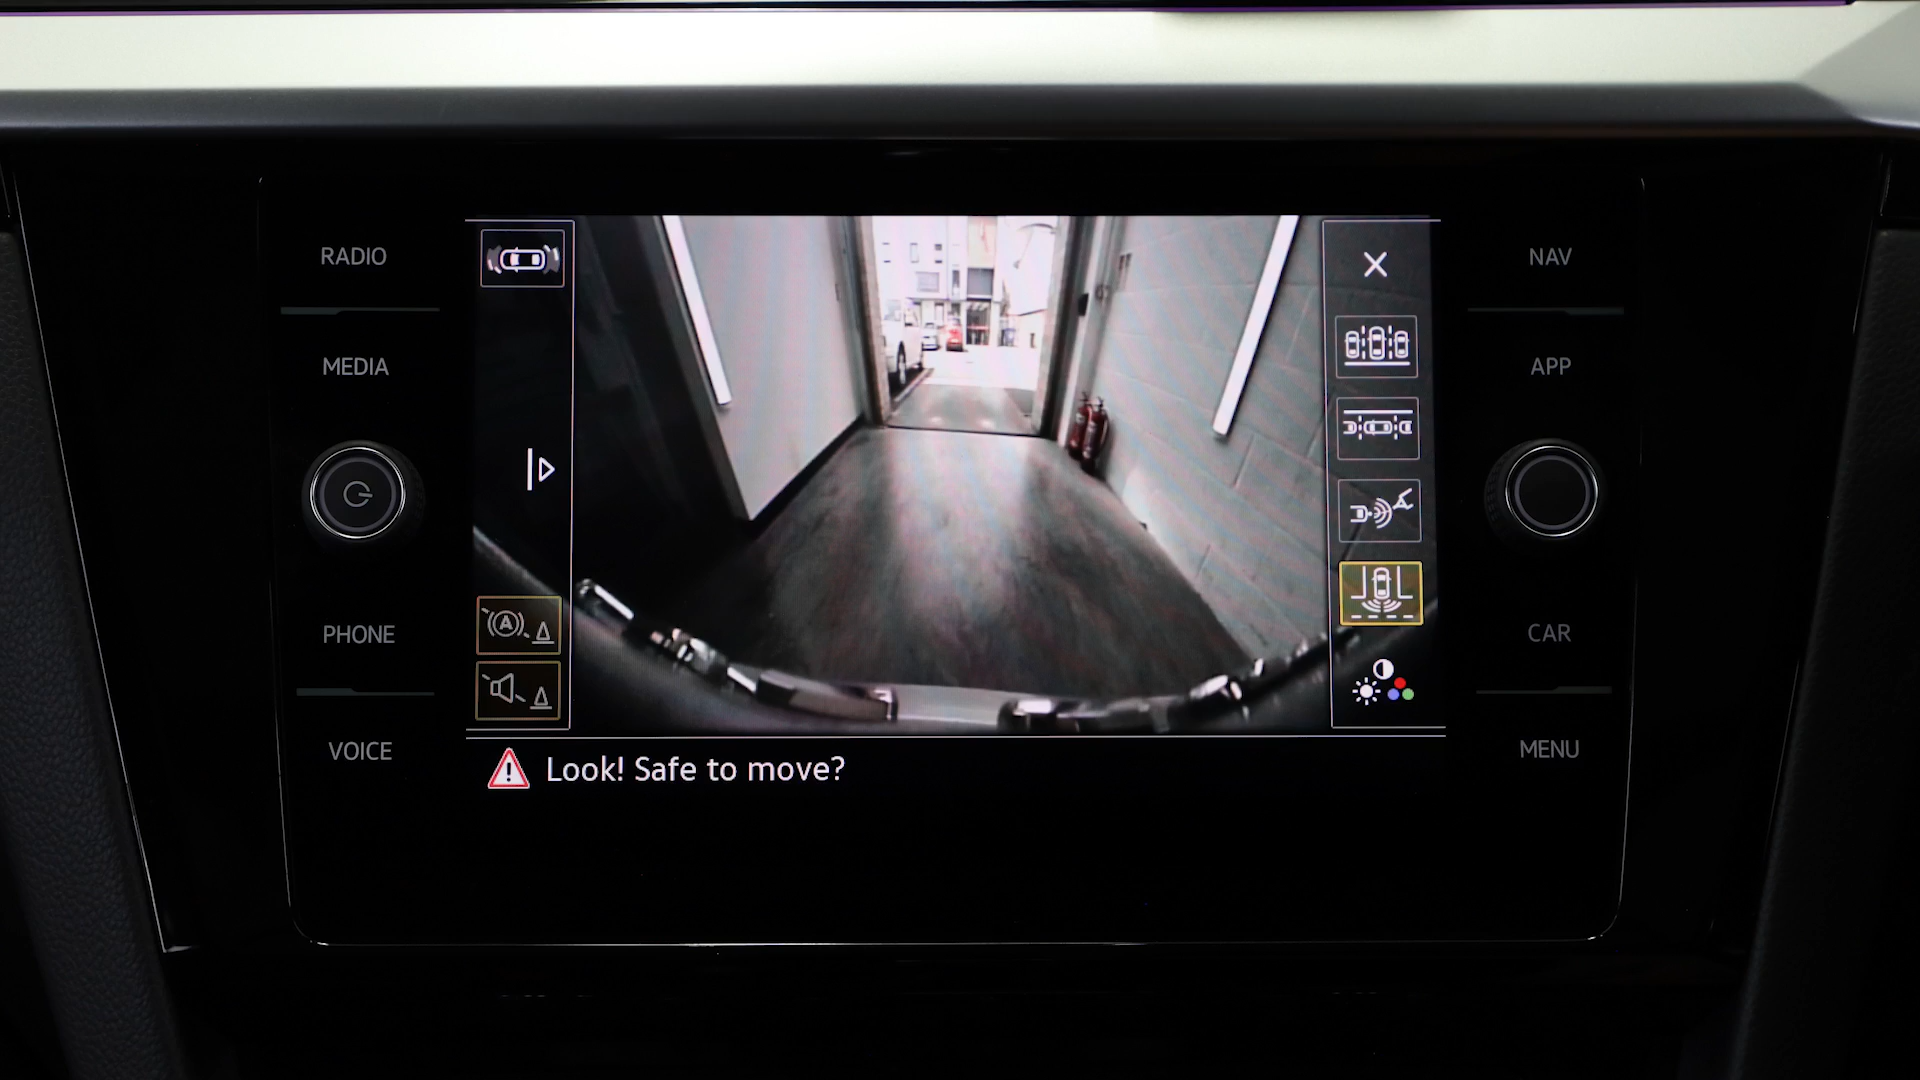 RADIO
MEDIA
PHONE
VOICE
A
Look! Safe to move?
NAV
APP
CAR
MENU